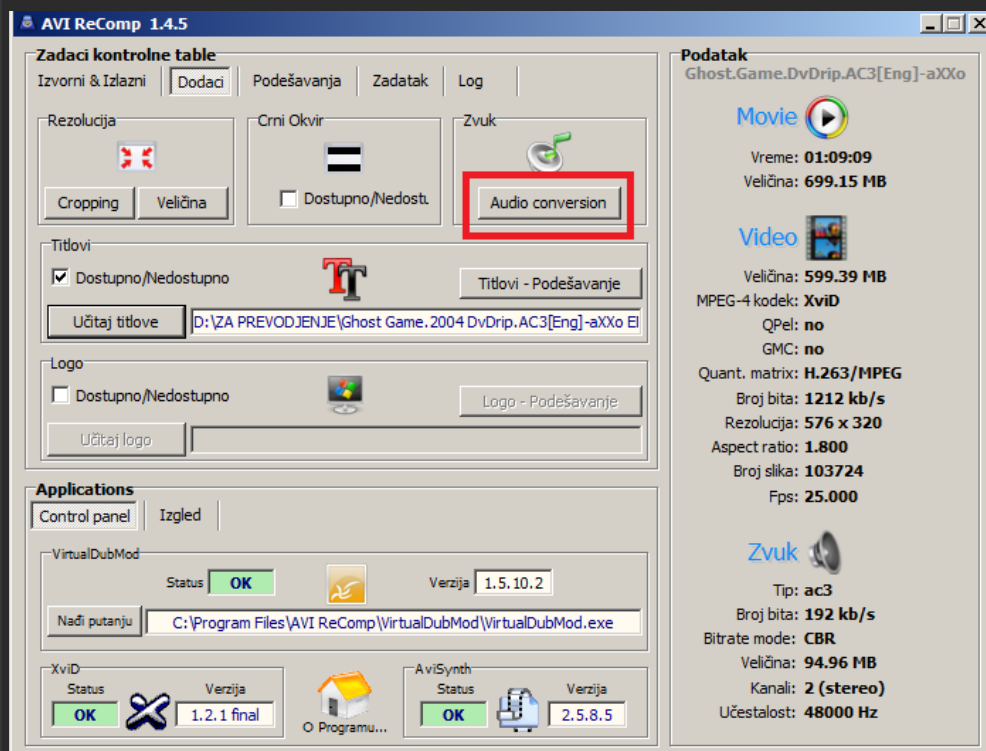 AVI ReComp 1.4.5
Zadaci kontrolne table
Izvorni & Izlazni Dodaci Podešavanja Zadatak Log
Rezolucija
Cropping Veličina
Crni Okvir
Dostupno/Nedostu
Zvuk
Audio conversion
Titlovi
Dostupno/Nedostupno
Titlovi - Podešavanje
Učitaj titlove D:\ZA PREVODJENJE\Ghost Game.2004 DvDrip.AC3[Eng]-aXXo El
Logo
Dostupno/Nedostupno
Logo - Podešavanje
Učitaj logo
Applications
Control panel Izgled
VirtualDubMod
Status OK Verzija 1.5.10.2
Nađi putanju C:\Program Files\AVI ReComp\VirtualDubMod\VirtualDubMod.exe
XviD
Status Verzija
OK 1.2.1 final
O Programu...
AviSynth
Status Verzija
OK 2.5.8.5
Podatak
Ghost.Game.DvDrip.AC3[Eng]-aXXo
Movie
Vreme: 01:09:09
Veličina: 699.15 MB
Video
Veličina: 599.39 MB
MPEG-4 kodek: XviD
QPel: no
GMC: no
Quant. matrix: H.263/MPEG
Broj bita: 1212 kb/s
Rezolucija: 576 x 320
Aspect ratio: 1.800
Broj slika: 103724
Fps: 25.000
Zvuk
Tip: ac3
Broj bita: 192 kb/s
Bitrate mode: CBR
Veličina: 94.96 MB
Kanali: 2 (stereo)
Učestalost: 48000 Hz